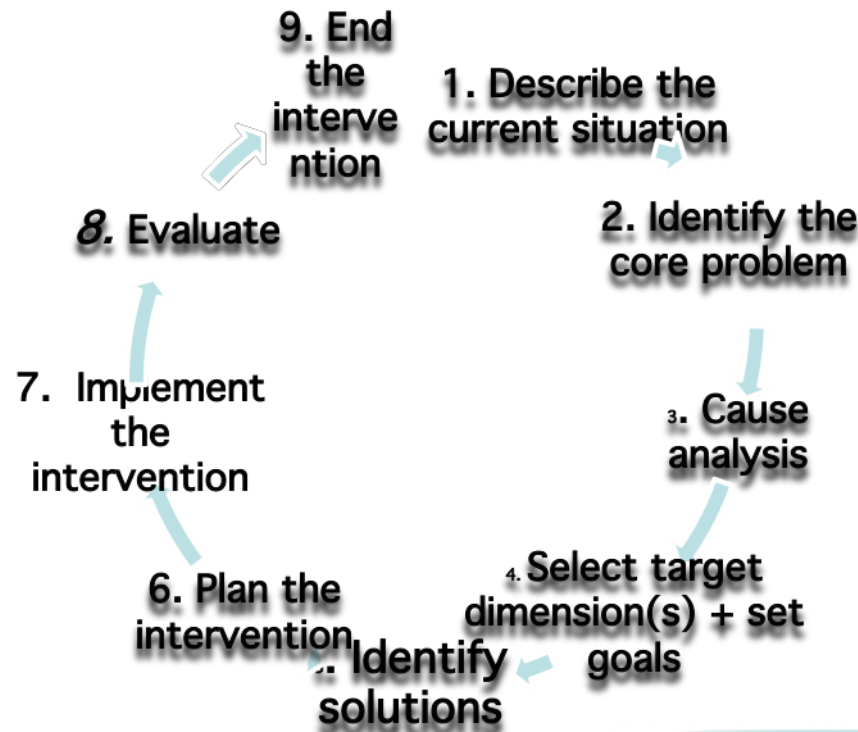 9. End
the
interve
ntion
1. Describe the
current situation
2. Identify the
core problem
3. Cause
analysis
4. Select target
dimension(s) + set
goals
. Identify
solutions
6. Plan the
intervention
7. Implement
the
intervention
8. Evaluate